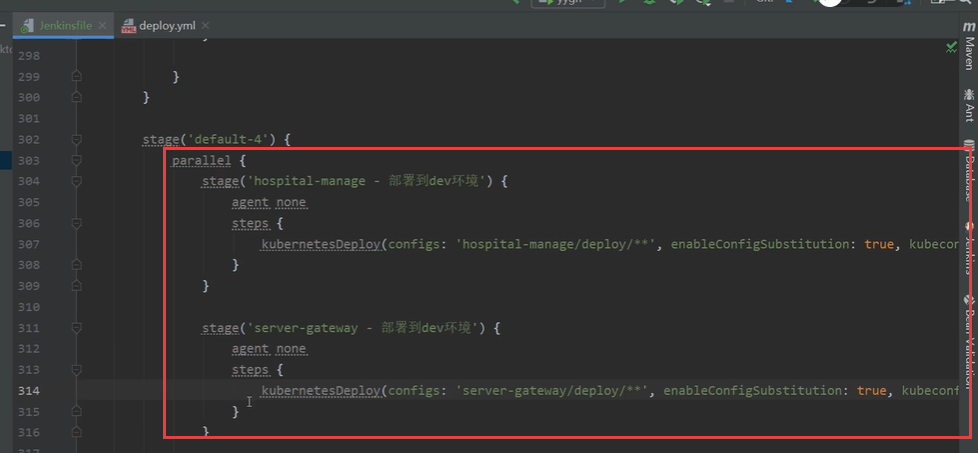 yygh
Jenkinsfile
deploy.yml
298
299 }
300 }
301
302 stage('default-4') {
303 parallel {
304 stage('hospital-manage - 部署到dev环境') {
305 agent none
306 steps {
307 kubernetesDeploy(configs: 'hospital-manage/deploy/**', enableConfigSubstitution: true, kubecon
308 }
309 }
310
311 stage('server-gateway - 部署到dev环境') {
312 agent none
313 steps {
314 kubernetesDeploy(configs: 'server-gateway/deploy/**', enableConfigSubstitution: true, kubeconf
315 }
316 }
317
Maven
Ant
Database
Bean Validation